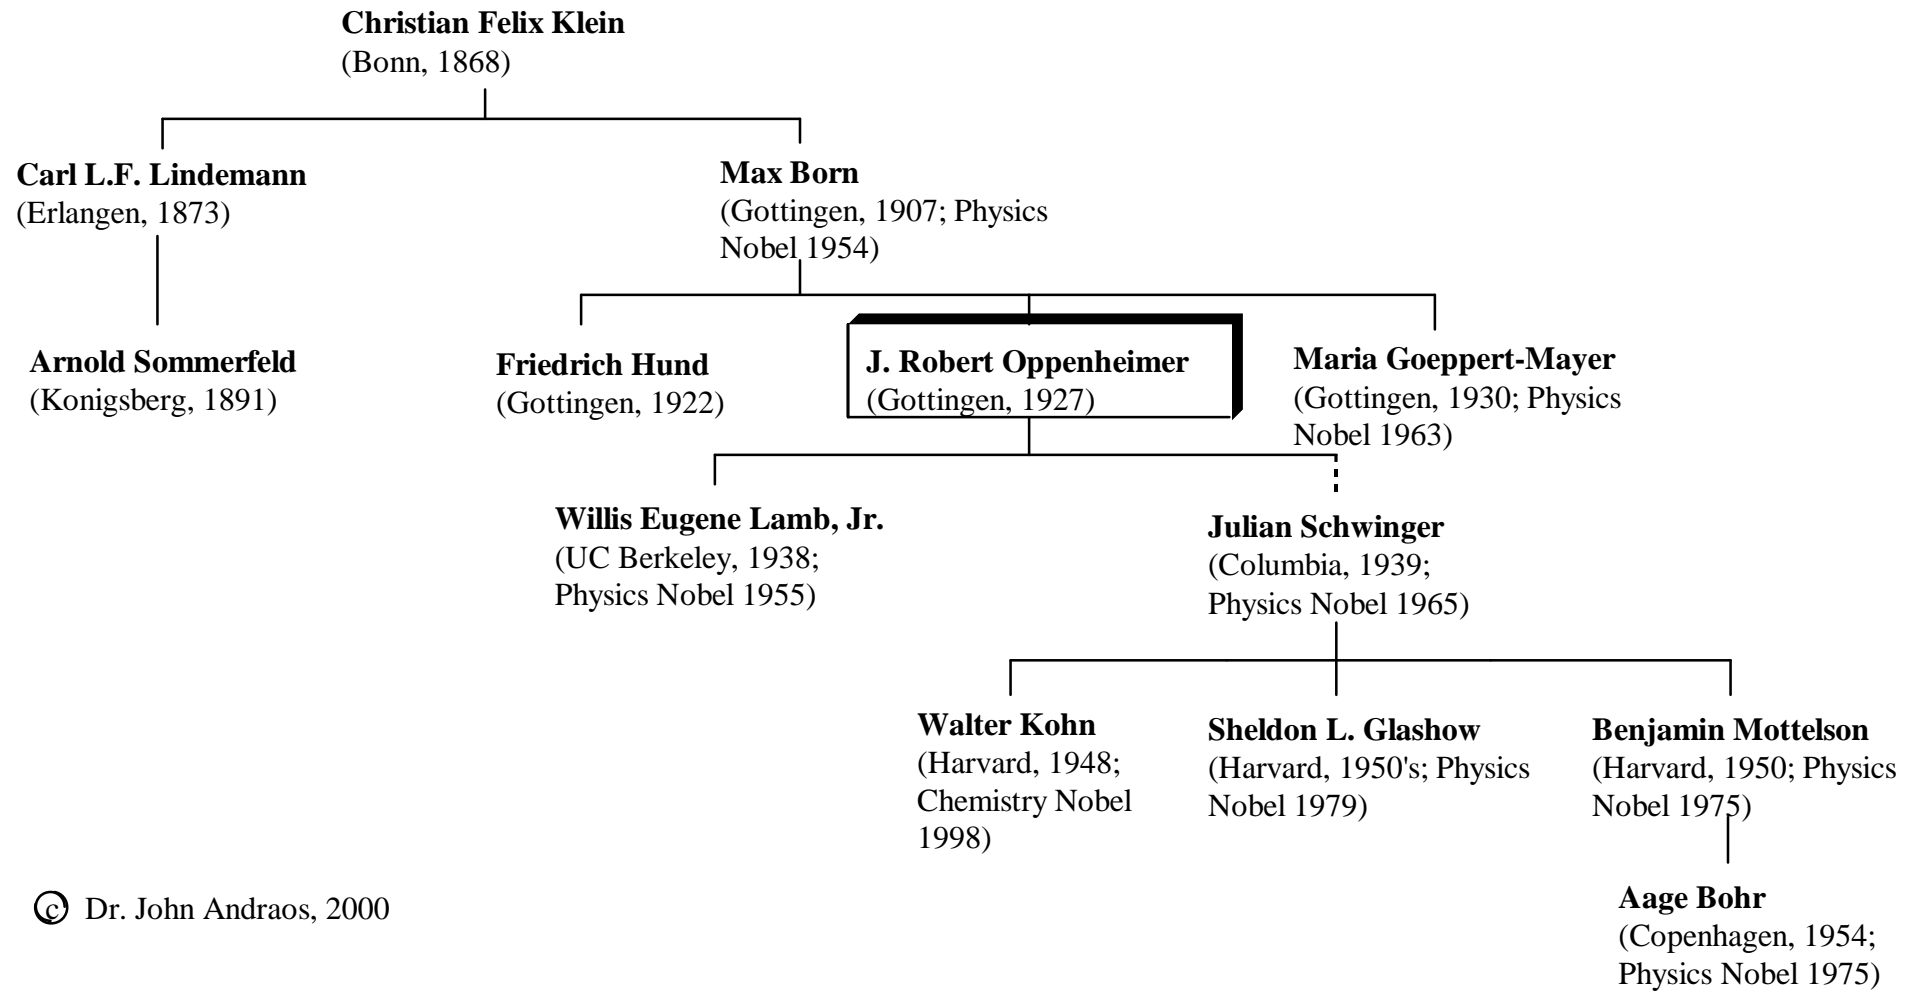 Christian Felix Klein
(Bonn, 1868)
Carl L.F. Lindemann
(Erlangen, 1873)
Max Born
(Gottingen, 1907; Physics
Nobel 1954)
Arnold Sommerfeld
(Konigsberg, 1891)
Friedrich Hund
(Gottingen, 1922)
J. Robert Oppenheimer
(Gottingen, 1927)
Maria Goeppert-Mayer
(Gottingen, 1930; Physics
Nobel 1963)
Willis Eugene Lamb, Jr.
(UC Berkeley, 1938;
Physics Nobel 1955)
Julian Schwinger
(Columbia, 1939;
Physics Nobel 1965)
Walter Kohn
(Harvard, 1948;
Chemistry Nobel
1998)
Sheldon L. Glashow
(Harvard, 1950's; Physics
Nobel 1979)
Benjamin Mottelson
(Harvard, 1950; Physics
Nobel 1975)
Aage Bohr
(Copenhagen, 1954;
Physics Nobel 1975)
© Dr. John Andraos, 2000